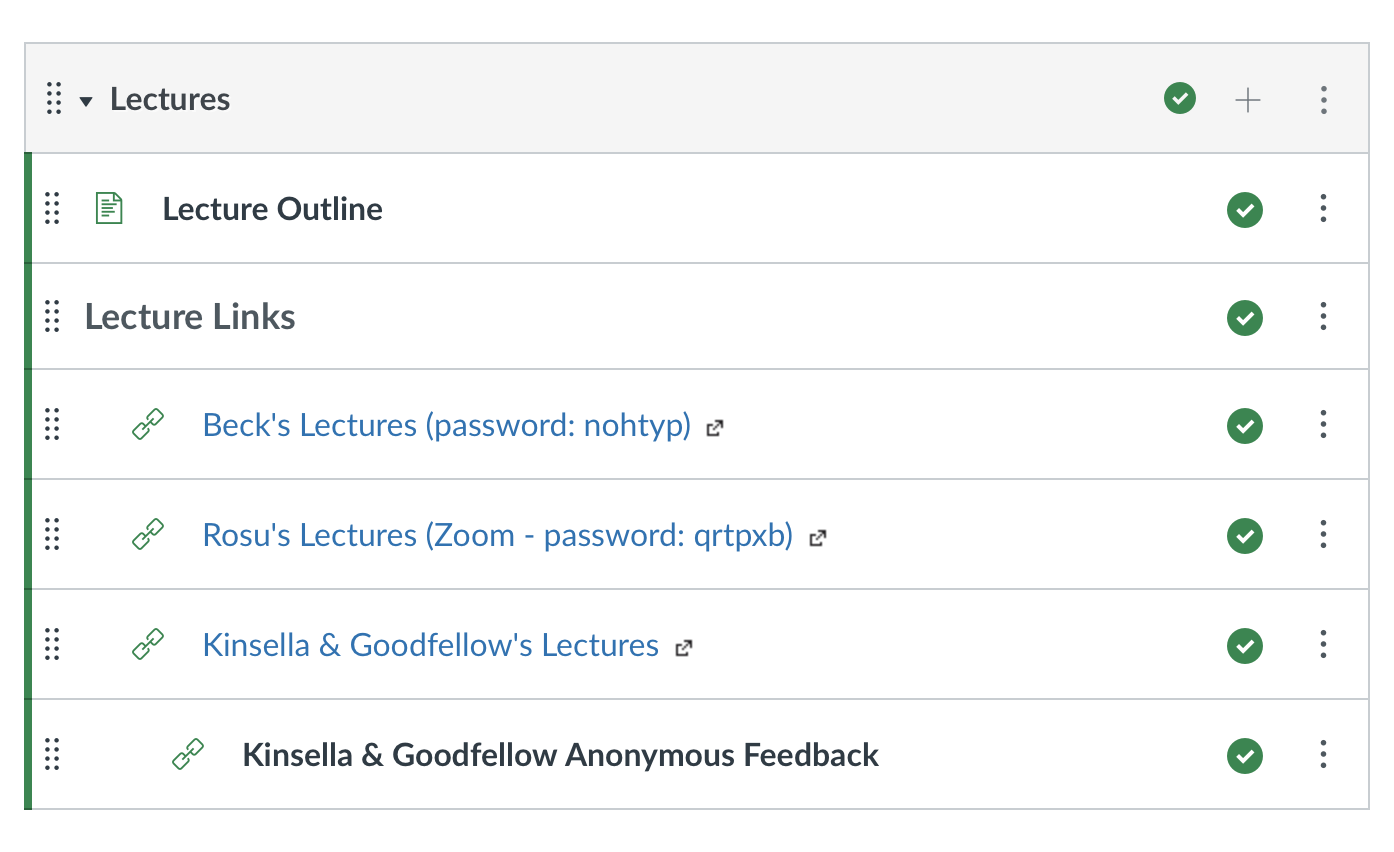 Lectures
Lecture Outline
Lecture Links
Beck's Lectures (password: nohtyp)
Rosu's Lectures (Zoom - password: qrtpxb)
Kinsella & Goodfellow's Lectures
Kinsella & Goodfellow Anonymous Feedback